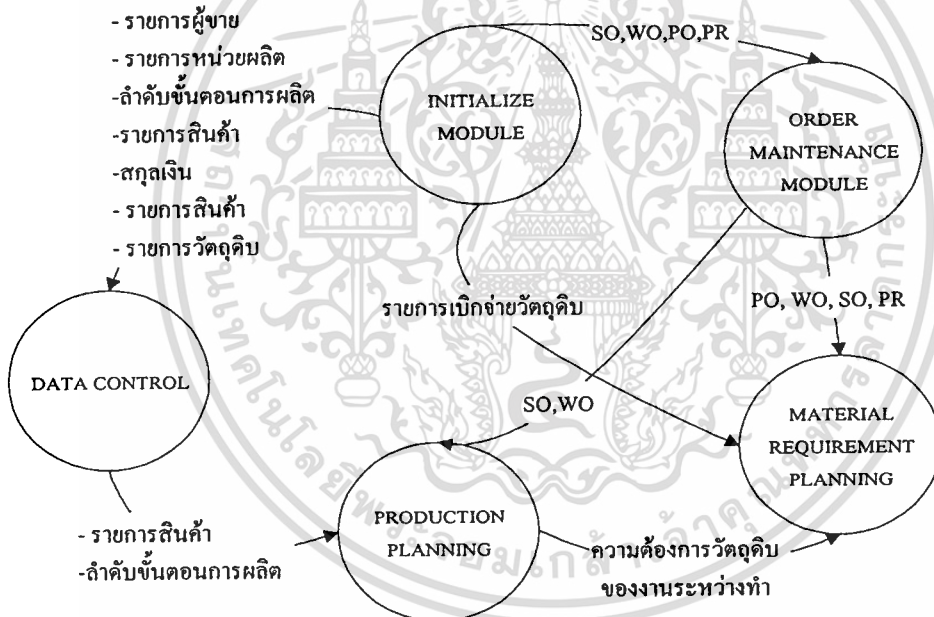 - รายการผู้ขาย
- รายการหน่วยผลิต
-ลำดับขั้นตอนการผลิต
-รายการสินค้า
-สกุลเงิน
- รายการสินค้า
- รายการวัตถุดิบ
INITIALIZE
MODULE
SO,WO,PO,PR
ORDER
MAINTENANCE
MODULE
รายการเบิกจ่ายวัตถุดิบ
PO, WO, SO, PR
DATA CONTROL
SO,WO
MATERIAL
REQUIREMENT
PLANNING
- รายการสินค้า
-ลำดับขั้นตอนการผลิต
PRODUCTION
PLANNING
ความต้องการวัตถุดิบ
ของงานระหว่างทำ